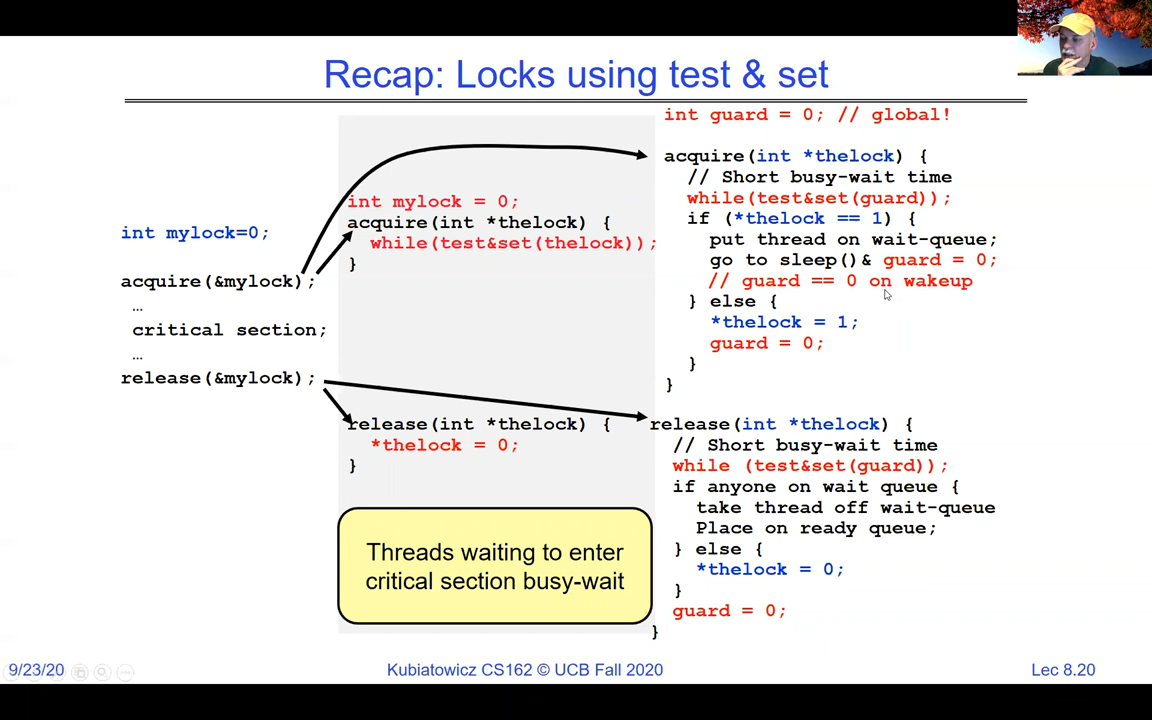 Recap: Locks using test & set
int mylock=0;
acquire(&mylock);
…
critical section;
…
release(&mylock);
int mylock = 0;
acquire(int *thelock) {
while(test&set(thelock));
}
release(int *thelock) {
*thelock = 0;
}
Threads waiting to enter
critical section busy-wait
int guard = 0; // global!
acquire(int *thelock) {
// Short busy-wait time
while(test&set(guard));
if (*thelock == 1) {
put thread on wait-queue;
go to sleep()& guard = 0;
// guard == 0 on wakeup
} else {
*thelock = 1;
guard = 0;
}
}
release(int *thelock) {
// Short busy-wait time
while (test&set(guard));
if anyone on wait queue {
take thread off wait-queue
Place on ready queue;
} else {
*thelock = 0;
}
guard = 0;
}
9/23/20
Kubiatowicz CS162 © UCB Fall 2020
Lec 8.20